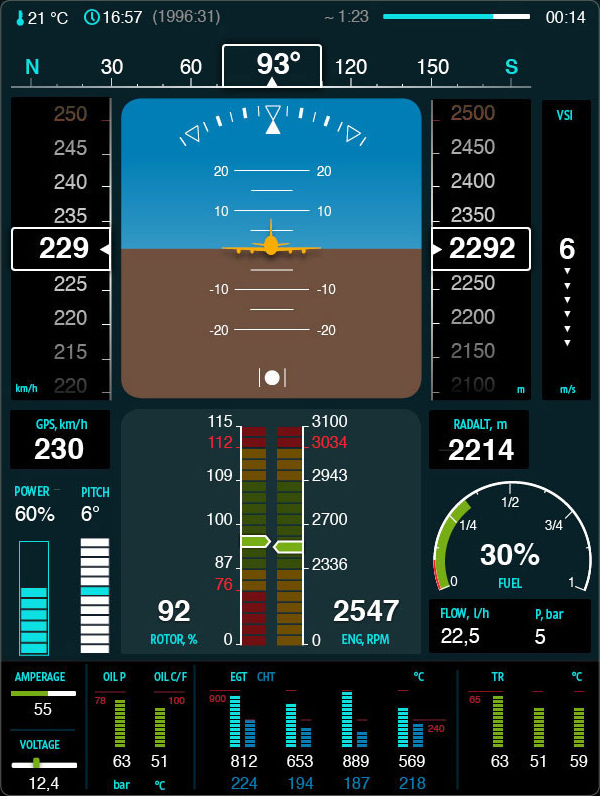 21 °C 16:57 (1996:31) ~ 1:23 00:14
N 30 60 93° 120 150 S
250 2500 VSI
245 2450
240 20 20 2400
235 10 10 2350
229 2292 6
225 -10 -10 2250
220 -20 -20 2200
215 2150
220 2100
km/h m m/s
GPS, km/h 115 3100 RADALT, m
230 112 3034 2214
109 2943
POWER PITCH 1/2
60% 6° 100 2700 1/4 3/4
87 2336 30%
76 0 FUEL 1
92 2547 FLOW, l/h P, bar
ROTOR, % 0 0 ENG, RPM 22,5 5
AMPERAGE OIL P OIL C/F EGT CHT °C TR °C
78 100 900 240 65
55
VOLTAGE 63 51 812 653 889 569 63 51 59
12,4 bar °C 224 194 187 218